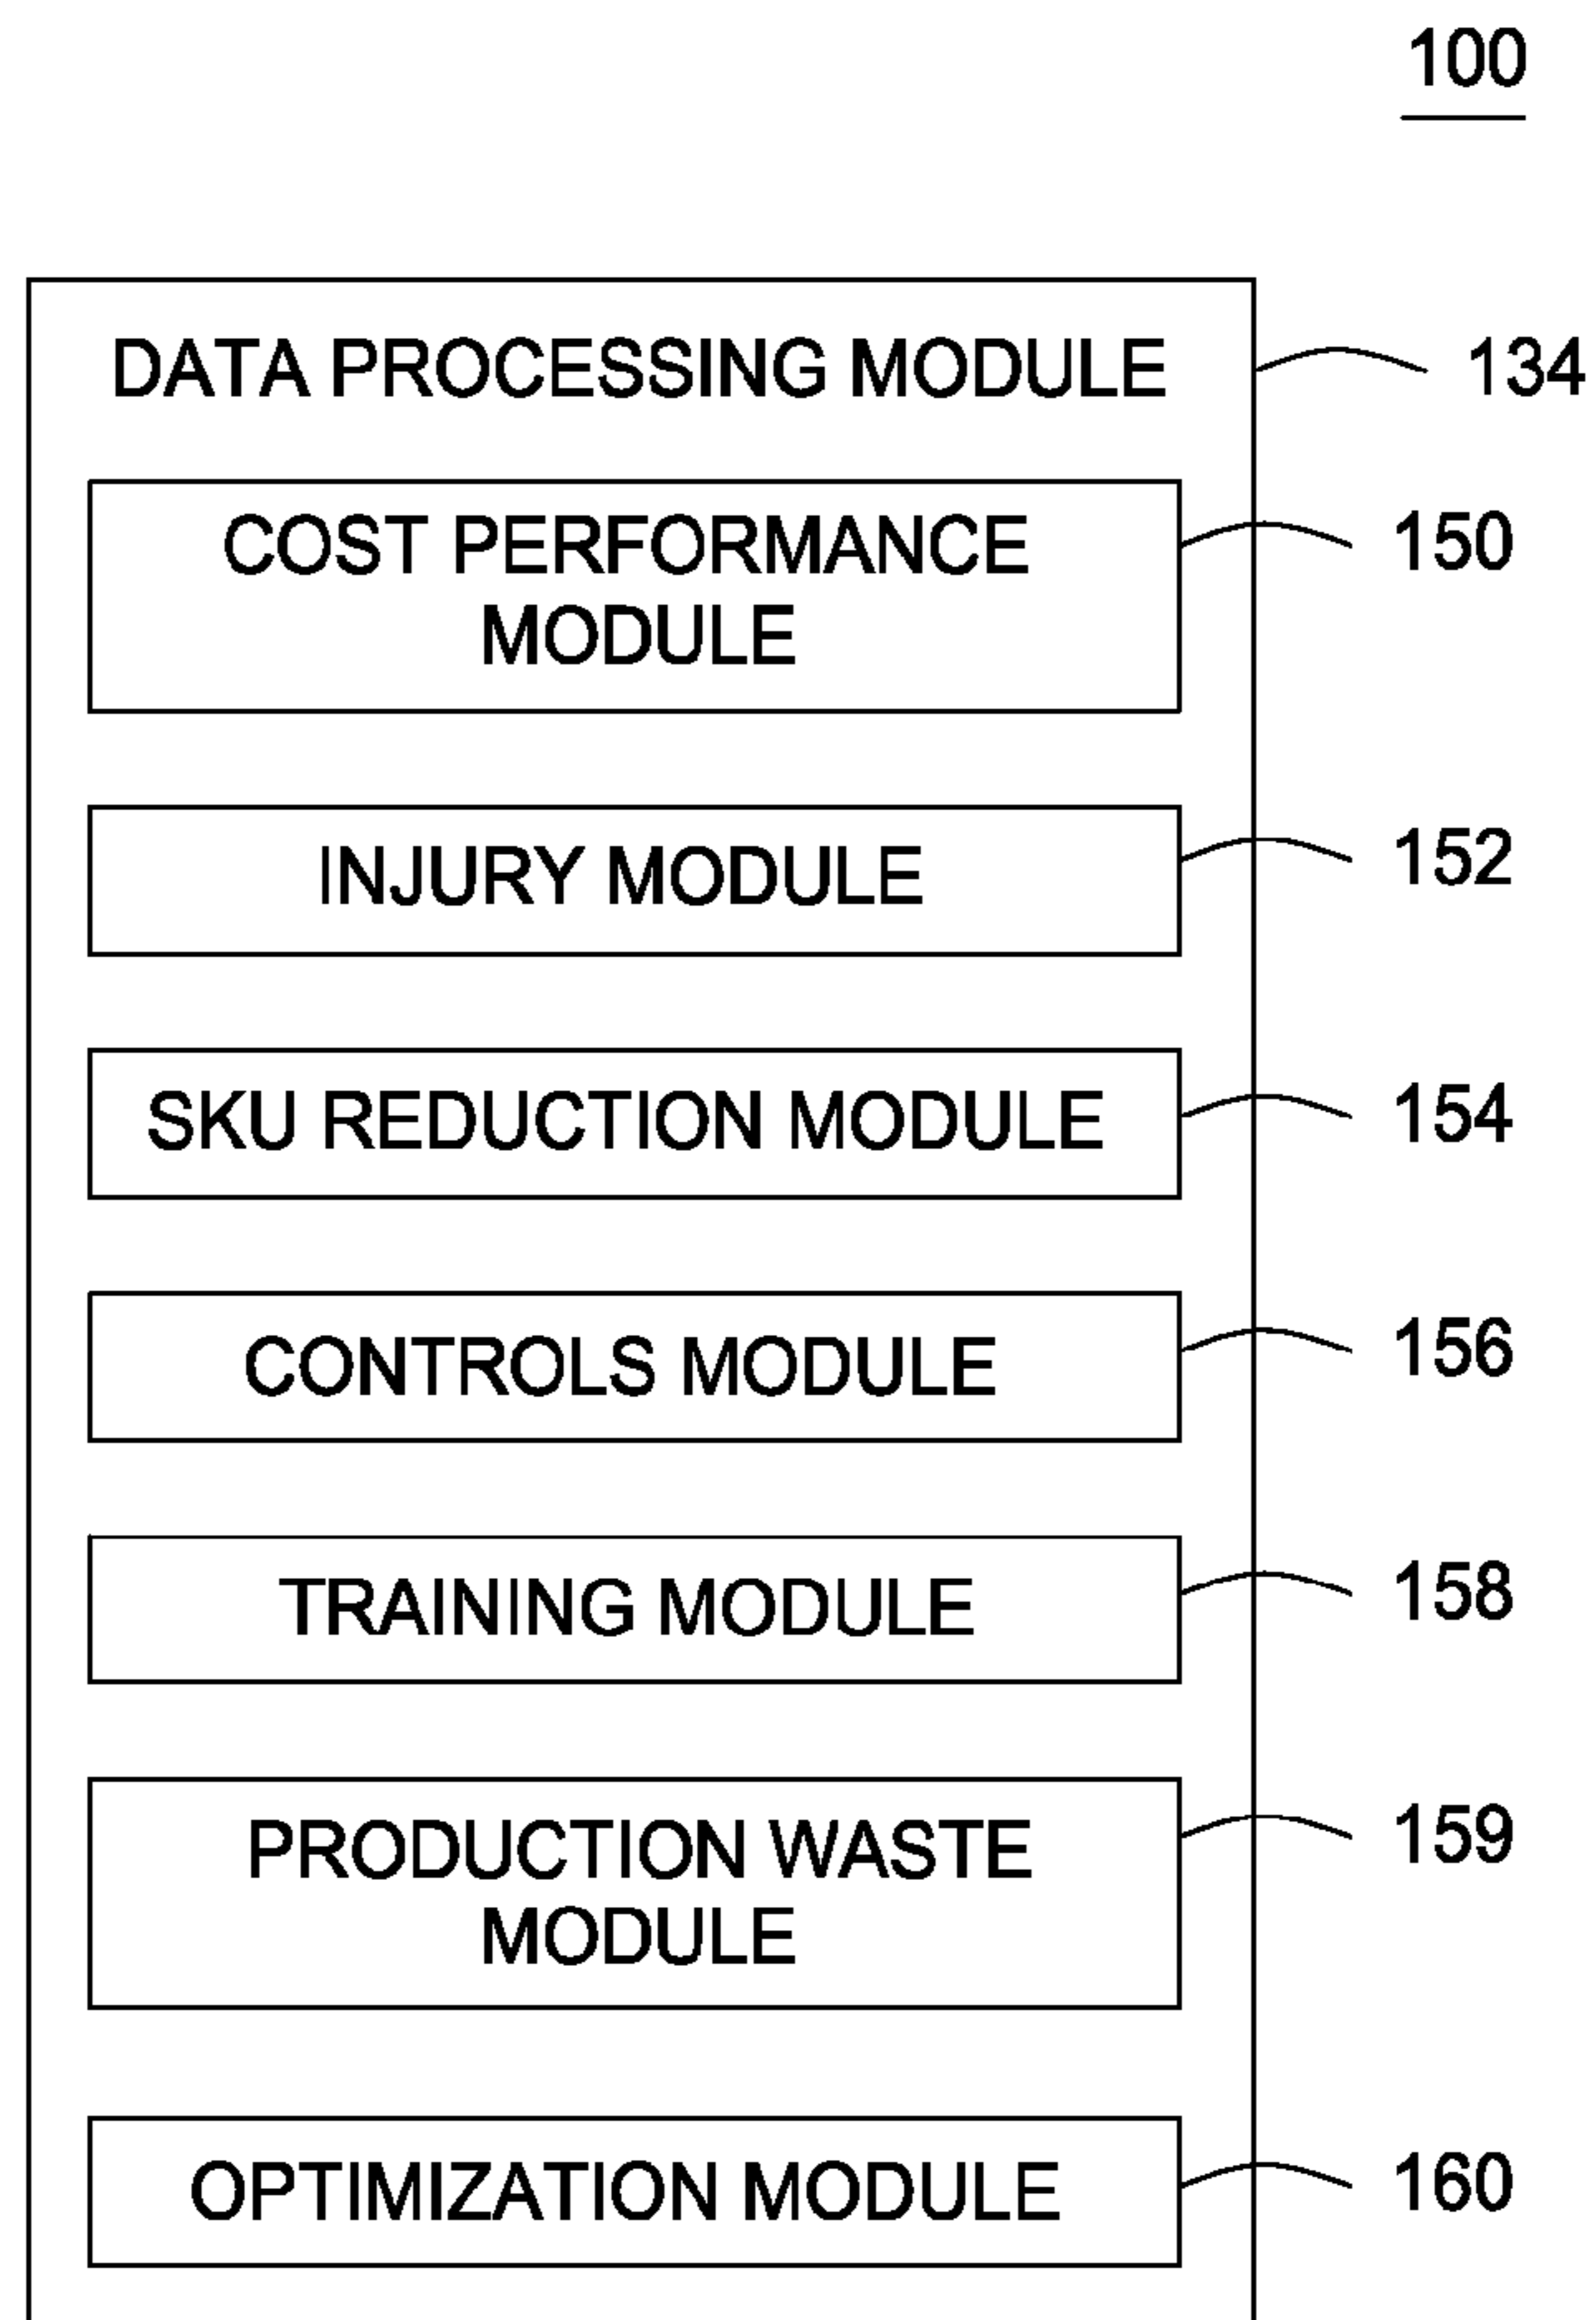 100
DATA PROCESSING MODULE 134
COST PERFORMANCE 150
MODULE
INJURY MODULE 152
SKU REDUCTION MODULE 154
CONTROLS MODULE 156
TRAINING MODULE 158
PRODUCTION WASTE 159
MODULE
OPTIMIZATION MODULE 160